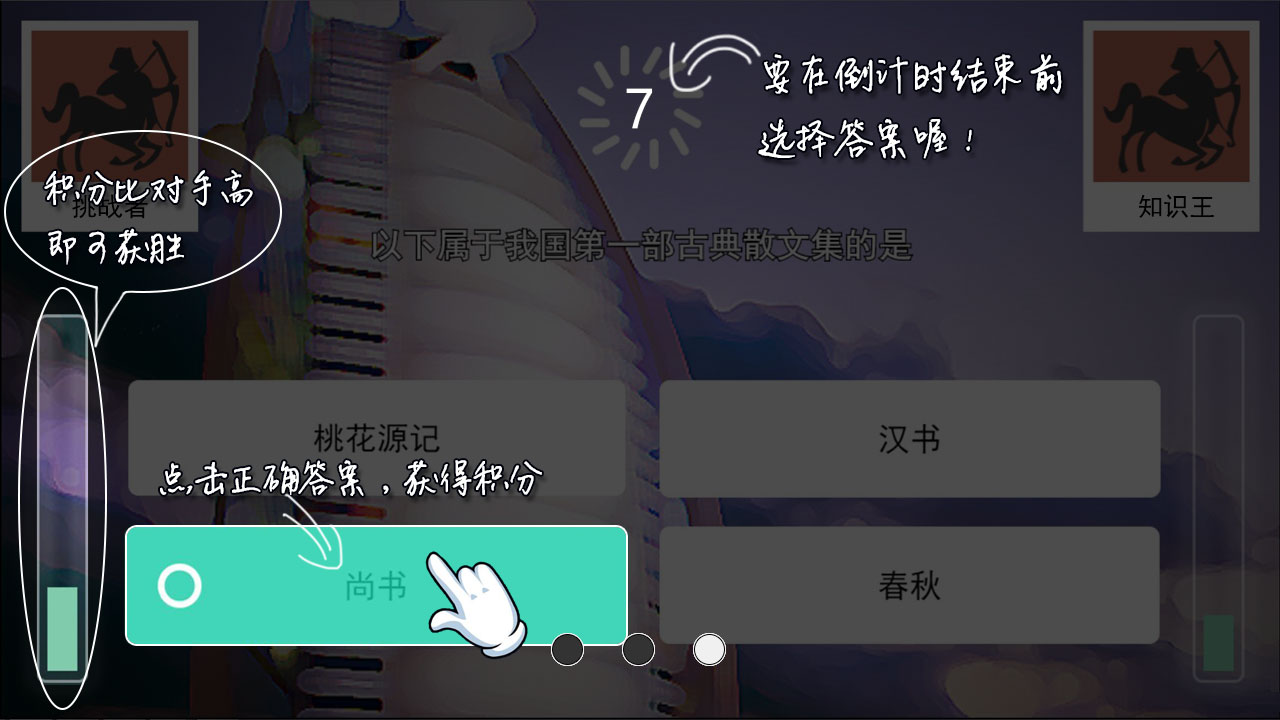 7
要在倒计时结束前
选择答案喔！
积分比对手高
挑战者
即可获胜
知识王
以下属于我国第一部古典散文集的是
桃花源记
汉书
点击正确答案，获得积分
尚书
春秋